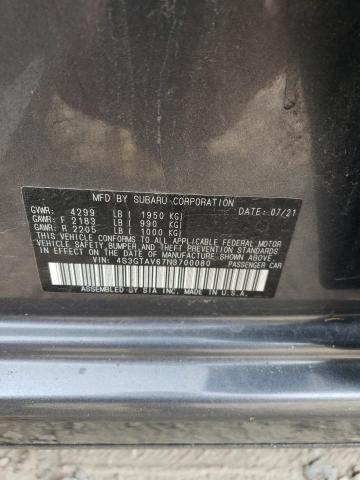 MFD BY SUBARU CORPORATION DATE: 07/21
GVWR: 4299 LB ( 1950 KG)
GAWR: F 2183 LB ( 990 KG)
GAWR: R 2205 LB ( 1000 KG)
THIS VEHICLE CONFORMS TO ALL APPLICABLE FEDERAL MOTOR
VEHICLE SAFETY, BUMPER, AND THEFT PREVENTION STANDARDS
IN EFFECT ON THE DATE OF MANUFACTURE SHOWN ABOVE.
VIN: 4S3GTAV67N3700080 PASSENGER CAR
ASSEMBLED BY SIA INC. IN U.S.A.